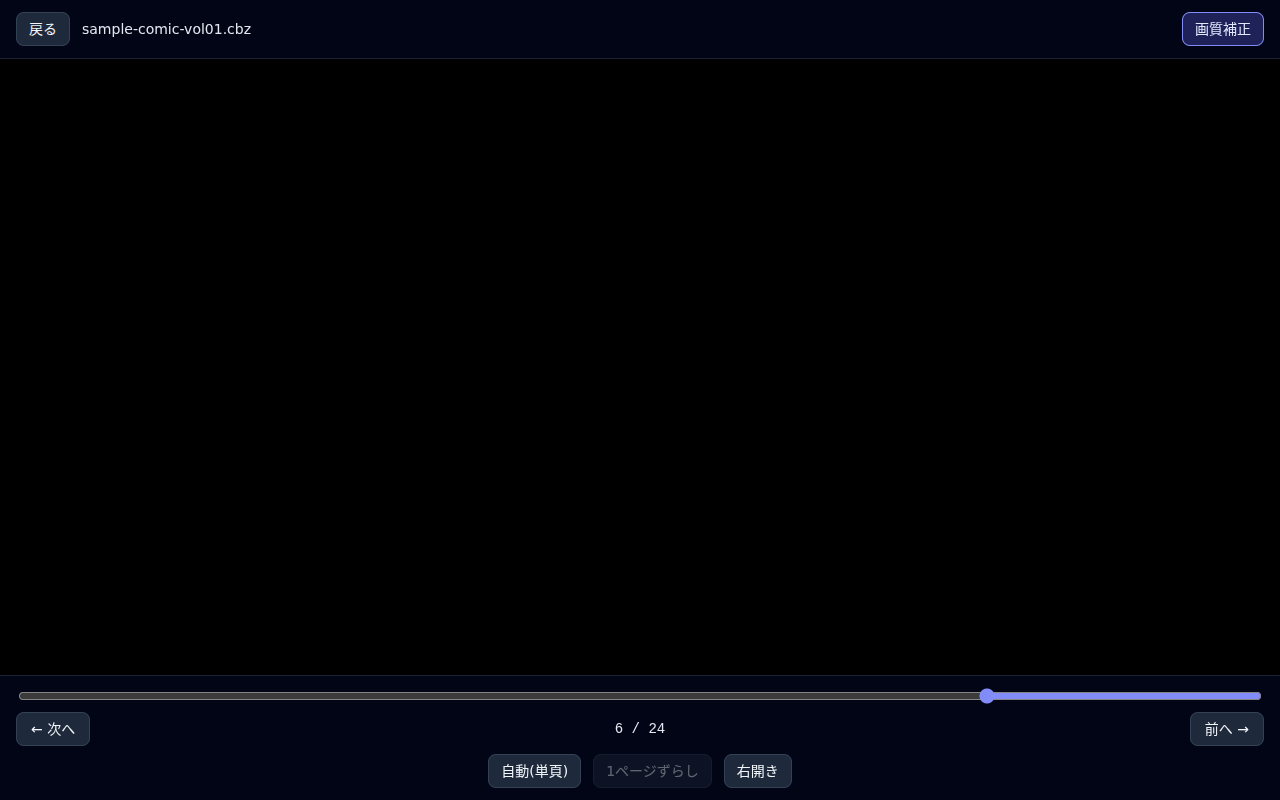 戻る sample-comic-vol01.cbz 画質補正
← 次へ 6 / 24 前へ →
自動(単頁) 1ページずらし 右開き